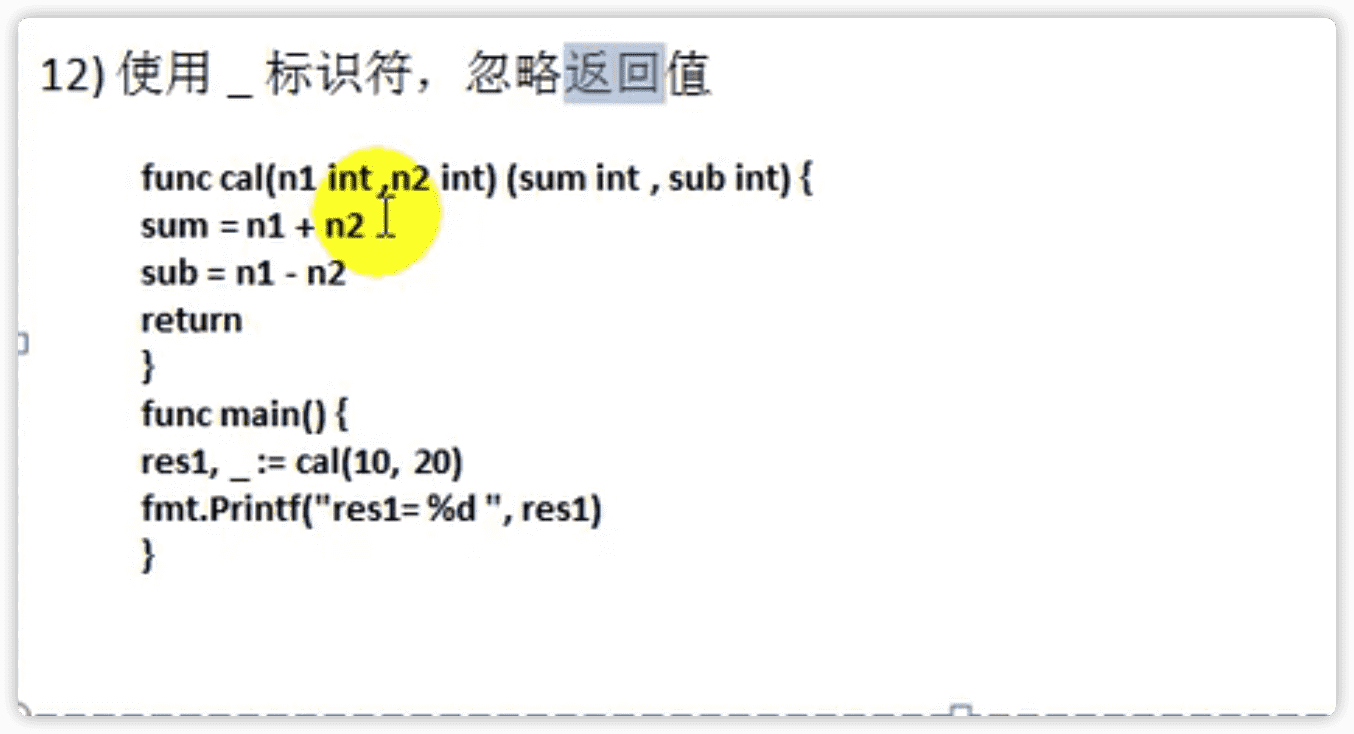 12) 使用 _ 标识符，忽略返回值
func cal(n1 int ,n2 int) (sum int , sub int) {
sum = n1 + n2
sub = n1 - n2
return
}
func main() {
res1, _ := cal(10, 20)
fmt.Printf("res1= %d ", res1)
}